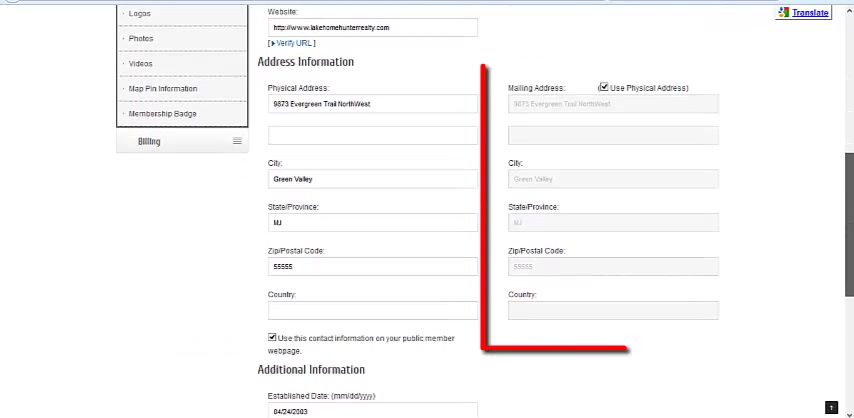 Logos
Photos
Videos
Map Pin Information
Membership Badge
Billing
Translate
Website:
http://www.lakehomehunterrealty.com
[ Verify URL ]
Address Information
Physical Address:
9873 Evergreen Trail NorthWest
City:
Green Valley
State/Province:
MJ
Zip/Postal Code:
55555
Country:
Use this contact information on your public member
webpage.
Mailing Address: ( Use Physical Address)
9873 Evergreen Trail NorthWest
City:
Green Valley
State/Province:
MJ
Zip/Postal Code:
55555
Country:
Additional Information
Established Date: (mm/dd/yyyy)
04/24/2003